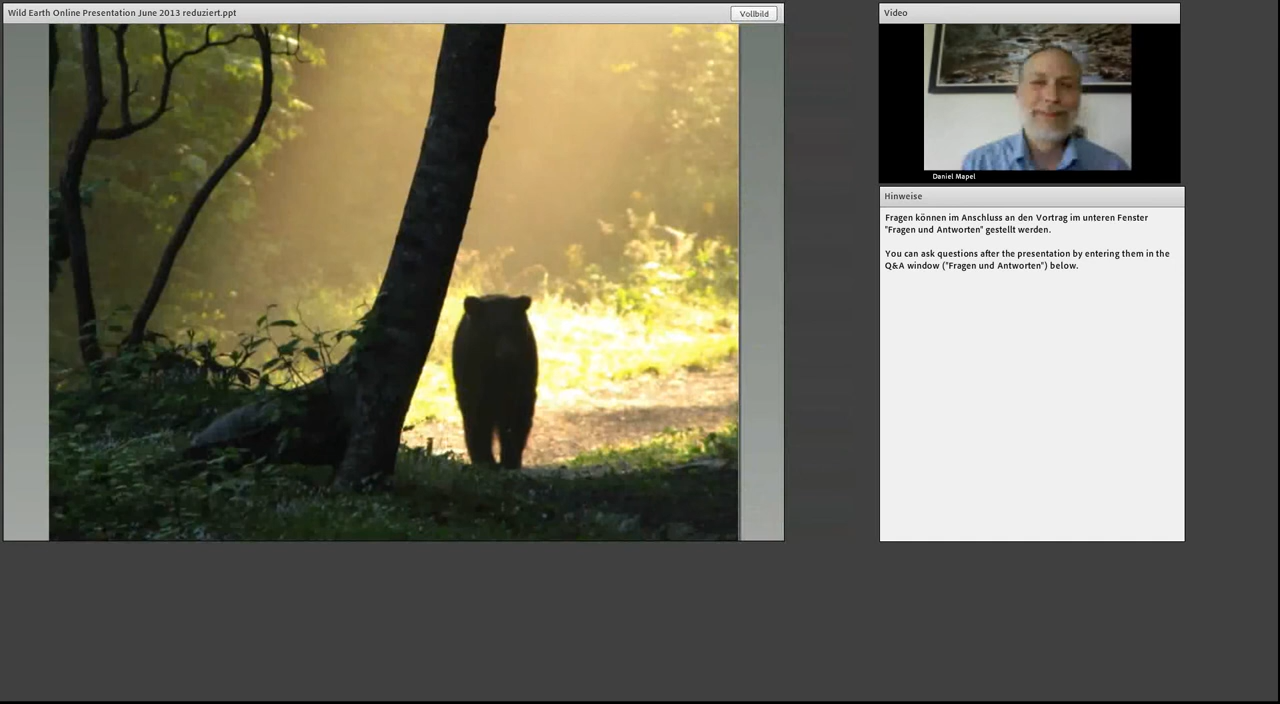 Wild Earth Online Presentation June 2013 reduziert.ppt
Vollbild
Video
Daniel Mapel
Hinweise
Fragen können im Anschluss an den Vortrag im unteren Fenster
"Fragen und Antworten" gestellt werden.
You can ask questions after the presentation by entering them in the
Q&A window ("Fragen und Antworten") below.